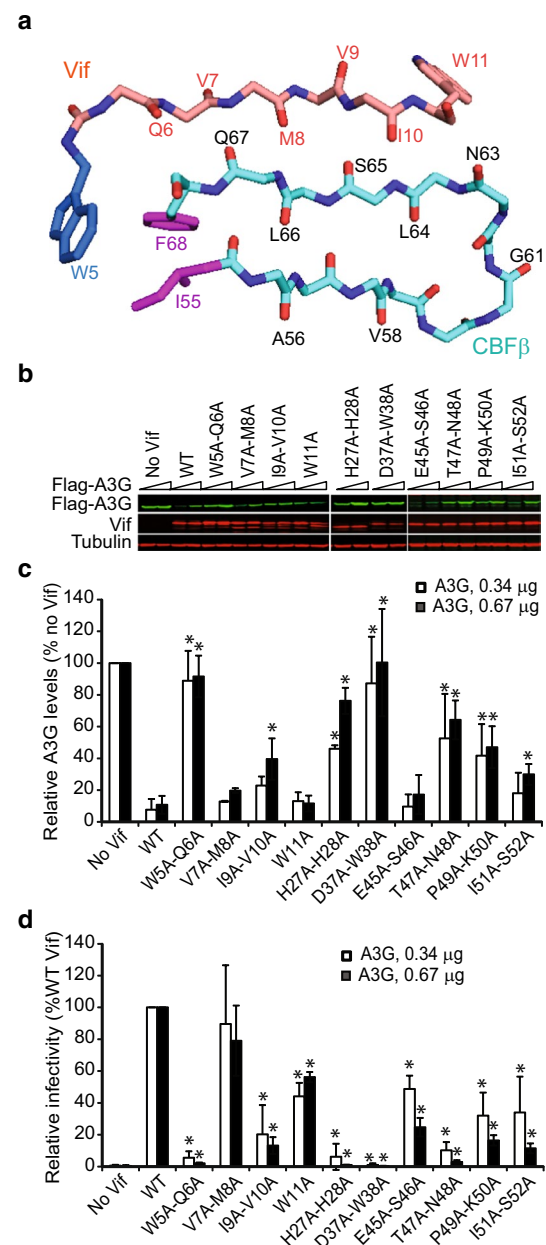 a
Vif
V7
V9
W11
Q6
M8
I10
Q67
S65
N63
F68
L66
L64
G61
W5
I55
A56
V58
CBFβ
b
No Vif
WT
W5A-Q6A
V7A-M8A
I9A-V10A
W11A
H27A-H28A
D37A-W38A
E45A-S46A
T47A-N48A
P49A-K50A
I51A-S52A
Flag-A3G
Flag-A3G
Vif
Tubulin
c
A3G, 0.34 µg
A3G, 0.67 µg
Relative A3G levels (% no Vif)
140
120
100
80
60
40
20
0
* * * * * * * * * * * *
No Vif
WT
W5A-Q6A
V7A-M8A
I9A-V10A
W11A
H27A-H28A
D37A-W38A
E45A-S46A
T47A-N48A
P49A-K50A
I51A-S52A
d
A3G, 0.34 µg
A3G, 0.67 µg
Relative infectivity (%WT Vif)
140
120
100
80
60
40
20
0
* * * * * * * * * * * * * * * * * *
No Vif
WT
W5A-Q6A
V7A-M8A
I9A-V10A
W11A
H27A-H28A
D37A-W38A
E45A-S46A
T47A-N48A
P49A-K50A
I51A-S52A